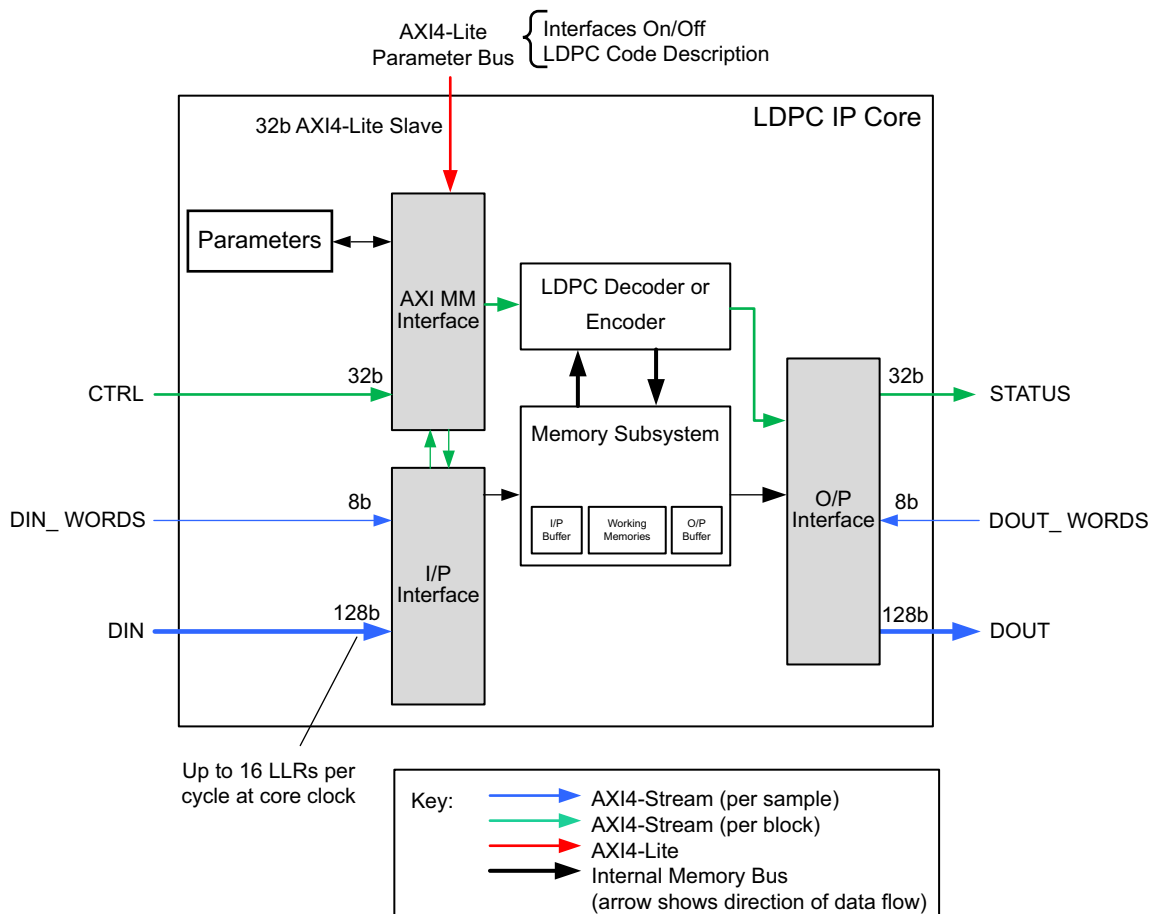 AXI4-Lite
Parameter Bus
Interfaces On/Off
LDPC Code Description
LDPC IP Core
32b AXI4-Lite Slave
Parameters
AXI MM
Interface
LDPC Decoder or
Encoder
CTRL
32b
32b
STATUS
Memory Subsystem
I/P
Buffer
Working
Memories
O/P
Buffer
O/P
Interface
DIN_ WORDS
8b
8b
DOUT_ WORDS
I/P
Interface
DIN
128b
128b
DOUT
Up to 16 LLRs per
cycle at core clock
Key:
AXI4-Stream (per sample)
AXI4-Stream (per block)
AXI4-Lite
Internal Memory Bus
(arrow shows direction of data flow)